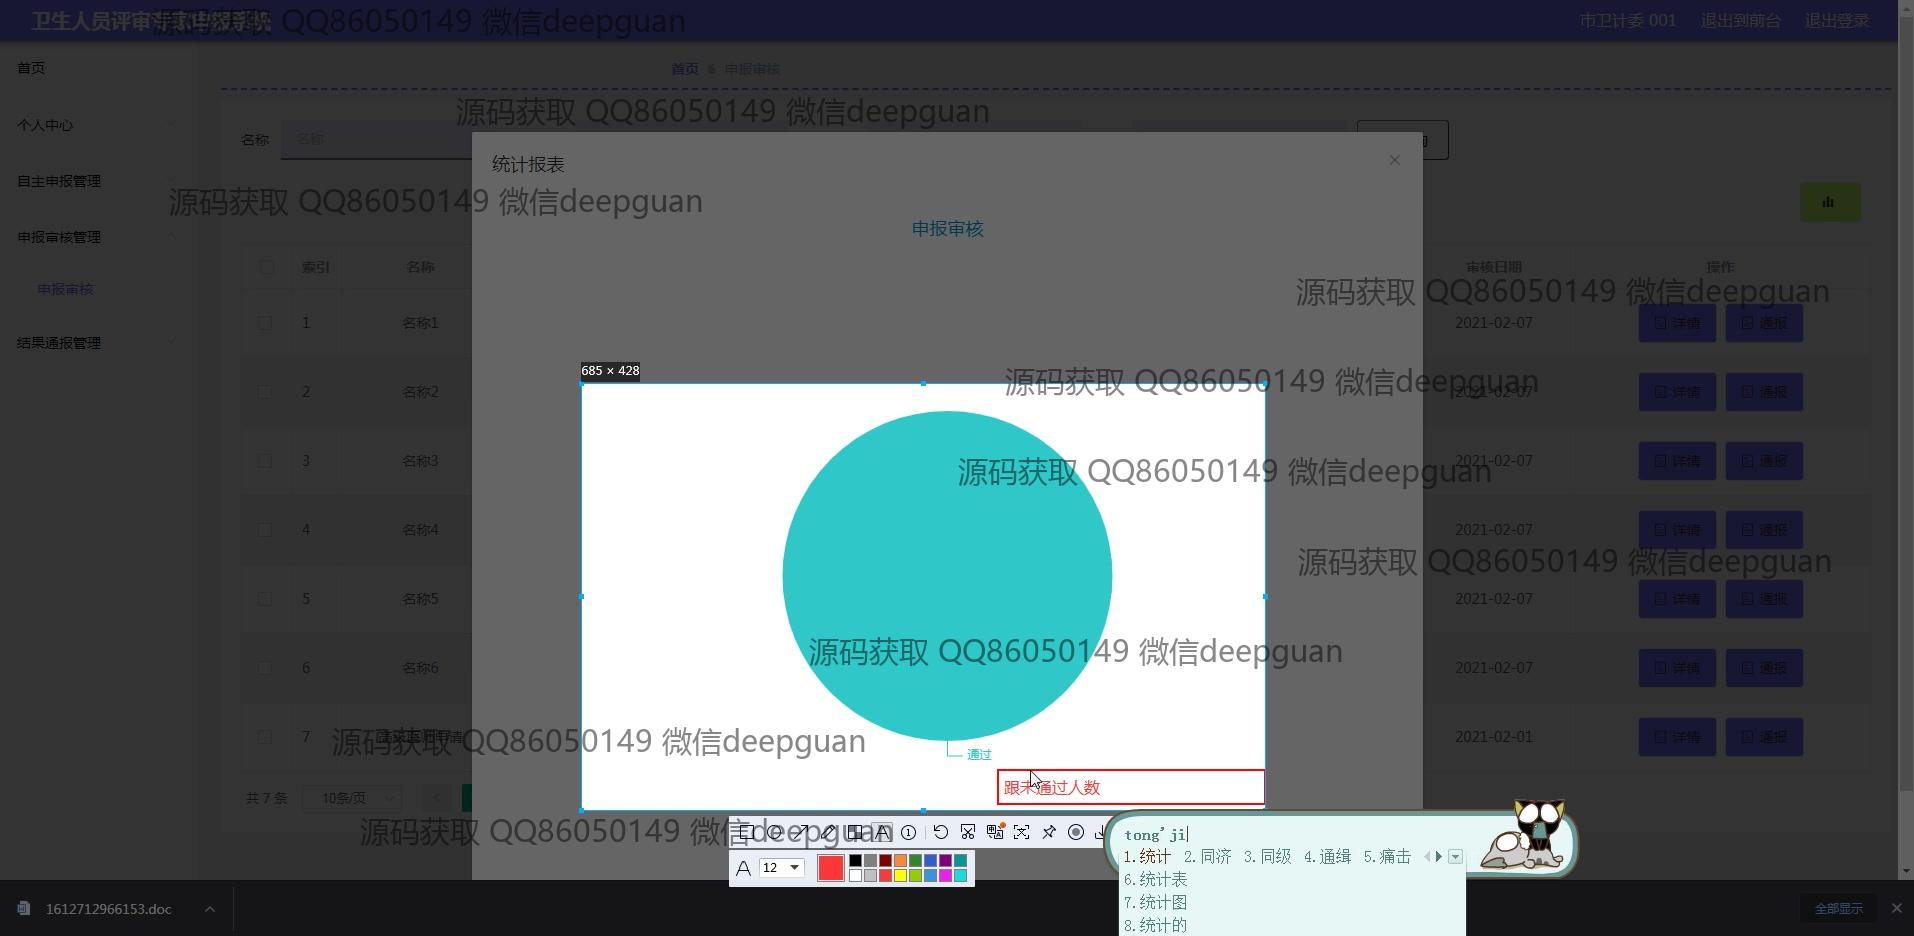 卫生人员评审专家申报系统
市卫计委 001 退出到前台 退出登录
源码获取 QQ86050149 微信deepguan
首页
首页 申报审核
个人中心
源码获取 QQ86050149 微信deepguan
名称 名称
统计报表
自主申报管理
源码获取 QQ86050149 微信deepguan
申报审核
申报审核管理
索引 名称 审核日期 操作
申报审核
源码获取 QQ86050149 微信deepguan
1 名称1 2021-02-07 详情 通报
结果通报管理
685 × 428
源码获取 QQ86050149 微信deepguan
2 名称2 2021-02-07 详情 通报
3 名称3 2021-02-07 详情 通报
源码获取 QQ86050149 微信deepguan
4 名称4 2021-02-07 详情 通报
源码获取 QQ86050149 微信deepguan
5 名称5 2021-02-07 详情 通报
源码获取 QQ86050149 微信deepguan
6 名称6 2021-02-07 详情 通报
7 2021-02-01 详情 通报
源码获取 QQ86050149 微信deepguan
通过
跟未通过人数
共 7 条 10条/页
源码获取 QQ86050149 微信deepguan
A 12
tong'ji
1.统计 2.同济 3.同级 4.通缉 5.痛击
6.统计表
7.统计图
8.统计的
1612712966153.doc
全部显示